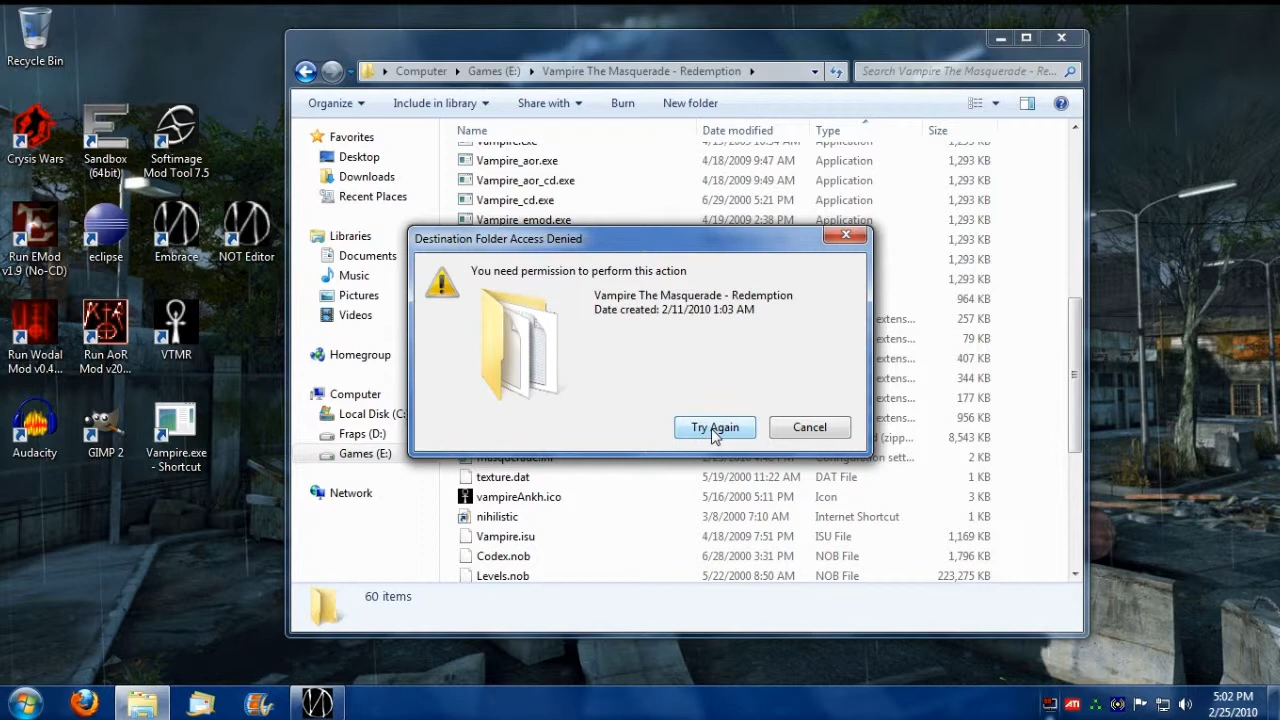 Recycle Bin
Crysis Wars
Sandbox
(64bit)
Softimage
Mod Tool 7.5
Run EMod
v1.9 (No-CD)
eclipse
Embrace
NOT Editor
Run Wodal
Mod v0.4...
Run AoR
Mod v20...
VTMR
Audacity
GIMP 2
Vampire.exe
- Shortcut
Computer
Games (E:)
Vampire The Masquerade - Redemption
Search Vampire The Masquerade - Re...
Organize
Include in library
Share with
Burn
New folder
Favorites
Desktop
Downloads
Recent Places
Libraries
Documents
Music
Pictures
Videos
Homegroup
Computer
Local Disk (C:
Fraps (D:)
Games (E:)
Network
Name Date modified Type Size
Vampire_aor.exe 4/18/2009 9:47 AM Application 1,293 KB
Vampire_aor_cd.exe 4/18/2009 9:49 AM Application 1,293 KB
Vampire_cd.exe 6/29/2000 5:21 PM Application 1,293 KB
Vampire_emod.exe 4/19/2009 2:38 PM Application 1,293 KB
1,293 KB
1,293 KB
1,293 KB
964 KB
extens... 257 KB
extens... 79 KB
extens... 407 KB
extens... 344 KB
extens... 177 KB
extens... 956 KB
(zipp... 8,543 KB
sett... 2 KB
texture.dat 5/19/2000 11:22 AM DAT File 1 KB
vampireAnkh.ico 5/16/2000 5:11 PM Icon 3 KB
nihilistic 3/8/2000 7:10 AM Internet Shortcut 1 KB
Vampire.isu 4/18/2009 7:51 PM ISU File 1,169 KB
Codex.nob 6/28/2000 3:31 PM NOB File 1,796 KB
Levels.nob 5/22/2000 8:50 AM NOB File 223,275 KB
60 items
Destination Folder Access Denied
You need permission to perform this action
Vampire The Masquerade - Redemption
Date created: 2/11/2010 1:03 AM
Try Again
Cancel
ATI
5:02 PM
2/25/2010